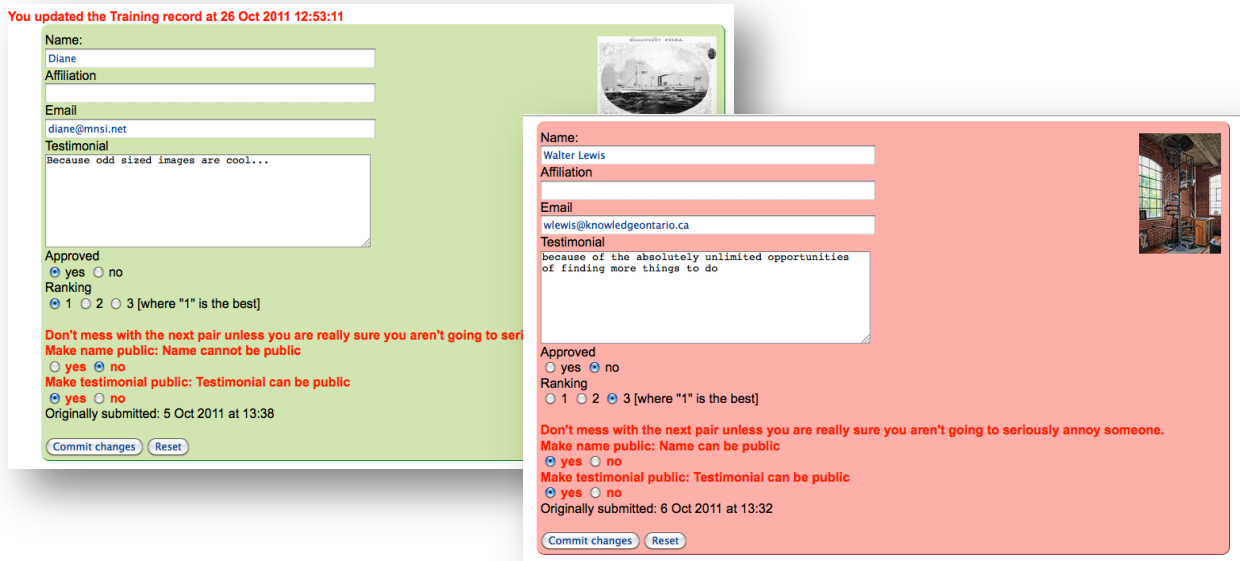 You updated the Training record at 26 Oct 2011 12:53:11
Name:
Diane
Affiliation
Email
diane@mnsi.net
Testimonial
Because odd sized images are cool...
Approved
yes no
Ranking
1 2 3 [where "1" is the best]
Don't mess with the next pair unless you are really sure you aren't going to seri
Make name public: Name cannot be public
yes no
Make testimonial public: Testimonial can be public
yes no
Originally submitted: 5 Oct 2011 at 13:38
Commit changes Reset
Name:
Walter Lewis
Affiliation
Email
wlewis@knowledgeontario.ca
Testimonial
because of the absolutely unlimited opportunities
of finding more things to do
Approved
yes no
Ranking
1 2 3 [where "1" is the best]
Don't mess with the next pair unless you are really sure you aren't going to seriously annoy someone.
Make name public: Name can be public
yes no
Make testimonial public: Testimonial can be public
yes no
Originally submitted: 6 Oct 2011 at 13:32
Commit changes Reset